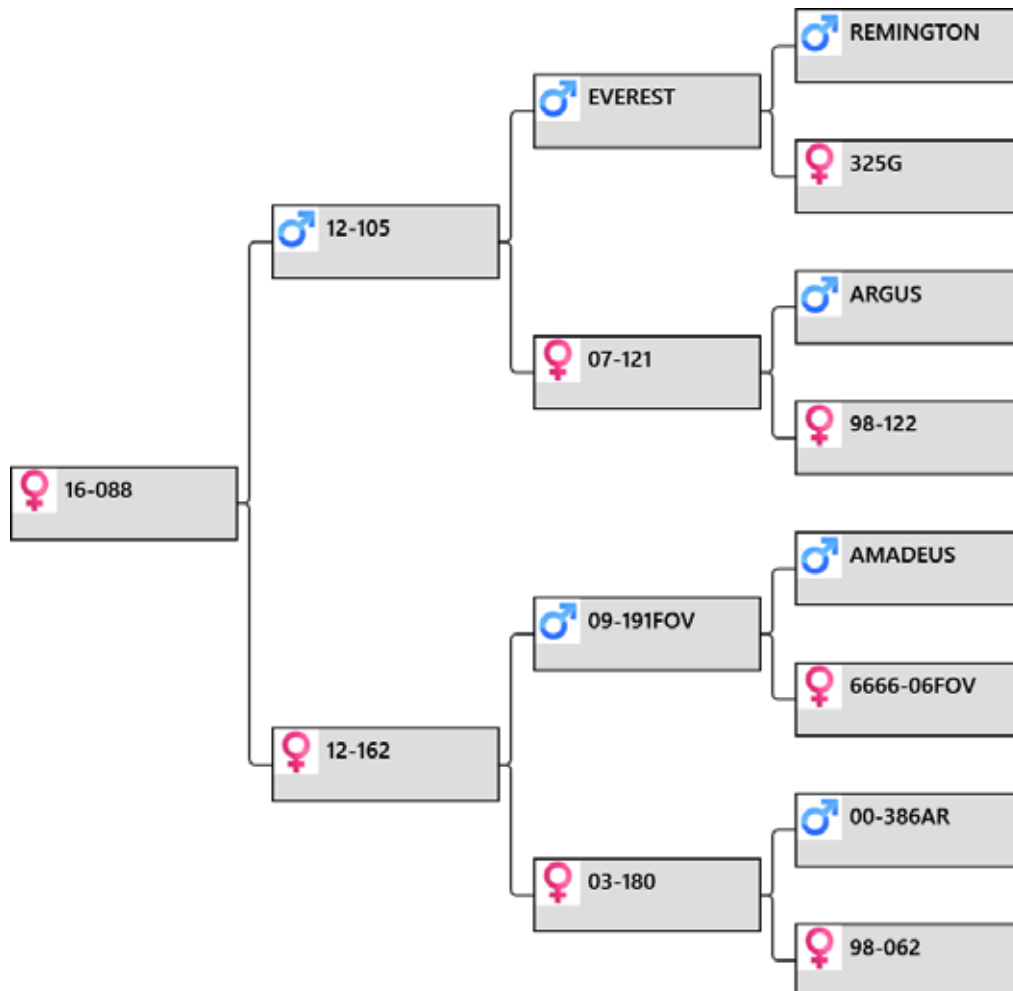 REMINGTON
EVEREST
325G
12-105
ARGUS
07-121
98-122
16-088
AMADEUS
09-191FOV
6666-06FOV
12-162
00-386AR
03-180
98-062